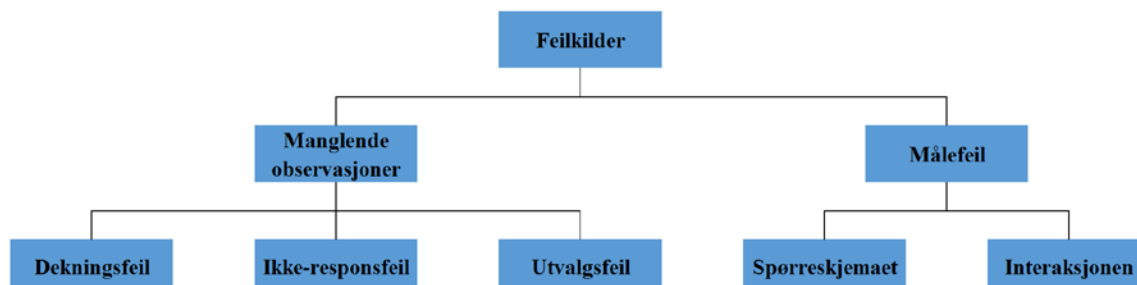 Feilkilder
Manglende
observasjoner
Målefeil
Dekningsfeil
Ikke-responsfeil
Utvalgsfeil
Spørreskjemaet
Interaksjonen